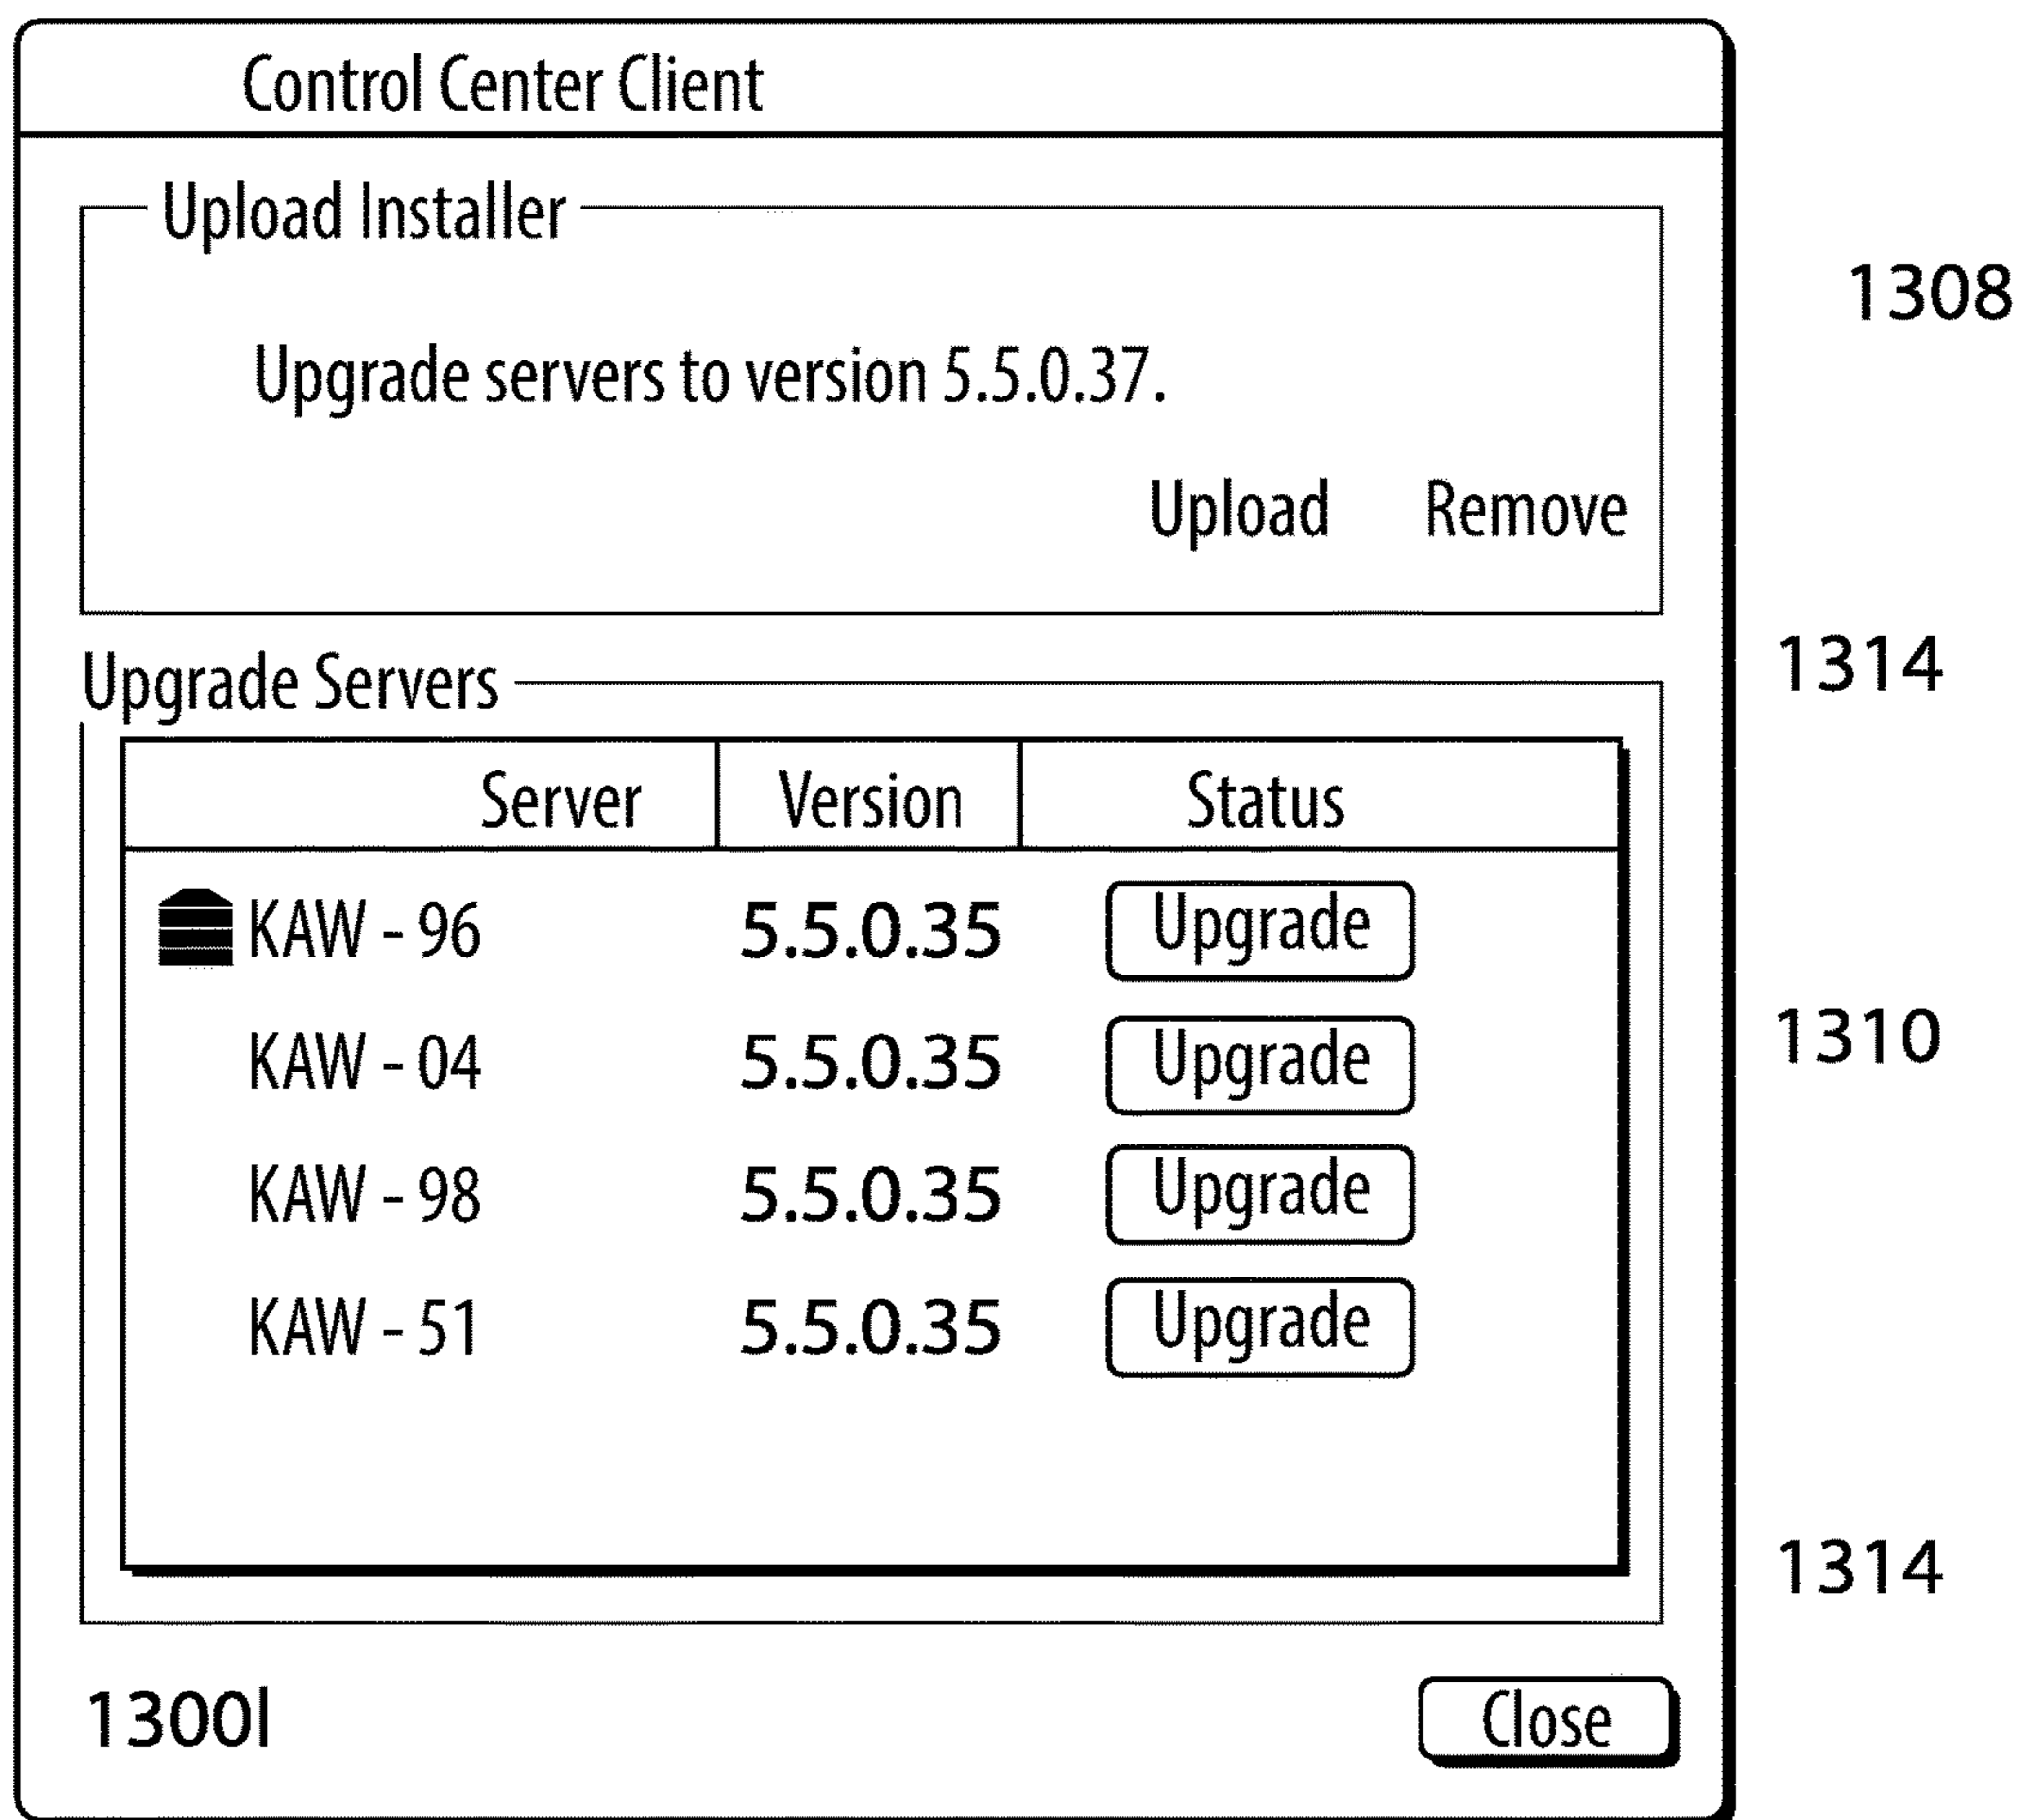 Control Center Client
Upload Installer
1308
Upgrade servers to version 5.5.0.37.
Upload Remove
Upgrade Servers
1314
Server Version Status
KAW - 96 5.5.0.35 Upgrade
KAW - 04 5.5.0.35 Upgrade
1310
KAW - 98 5.5.0.35 Upgrade
KAW - 51 5.5.0.35 Upgrade
1314
1300l Close